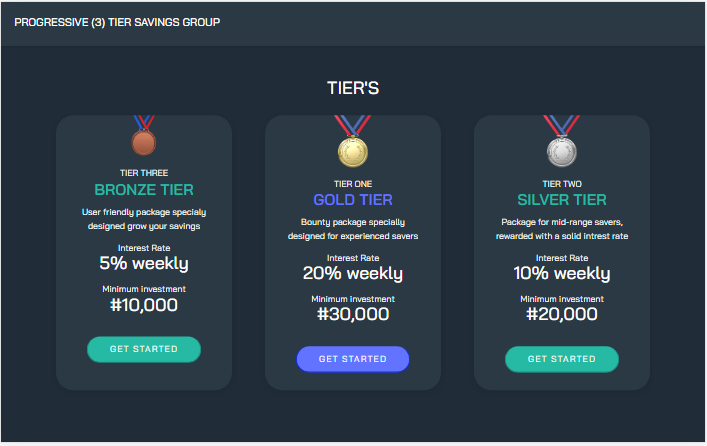 PROGRESSIVE (3) TIER SAVINGS GROUP
TIER'S
TIER THREE
BRONZE TIER
User friendly package specialy
designed grow your savings
Interest Rate
5% weekly
Minimum investment
₦10,000
GET STARTED
TIER ONE
GOLD TIER
Bounty package specially
designed for experienced savers
Interest Rate
20% weekly
Minimum investment
₦30,000
GET STARTED
TIER TWO
SILVER TIER
Package for mid-range savers,
rewarded with a solid intrest rate
Interest Rate
10% weekly
Minimum investment
₦20,000
GET STARTED